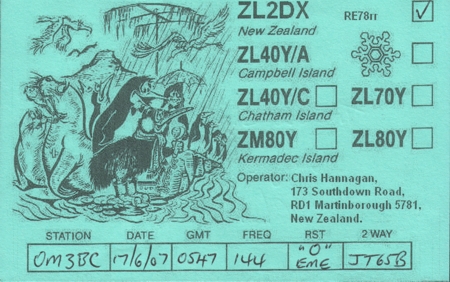 ZL2DX RE78rr ✓
New Zealand
ZL40Y/A
Campbell Island
ZL40Y/C ZL70Y
Chatham Island
ZM80Y ZL80Y
Kermadec Island
Operator: Chris Hannagan,
173 Southdown Road,
RD1 Martinborough 5781,
New Zealand.
STATION DATE GMT FREQ RST 2 WAY
OM3BC 17/6/07 0547 144 "O" EME JT65B